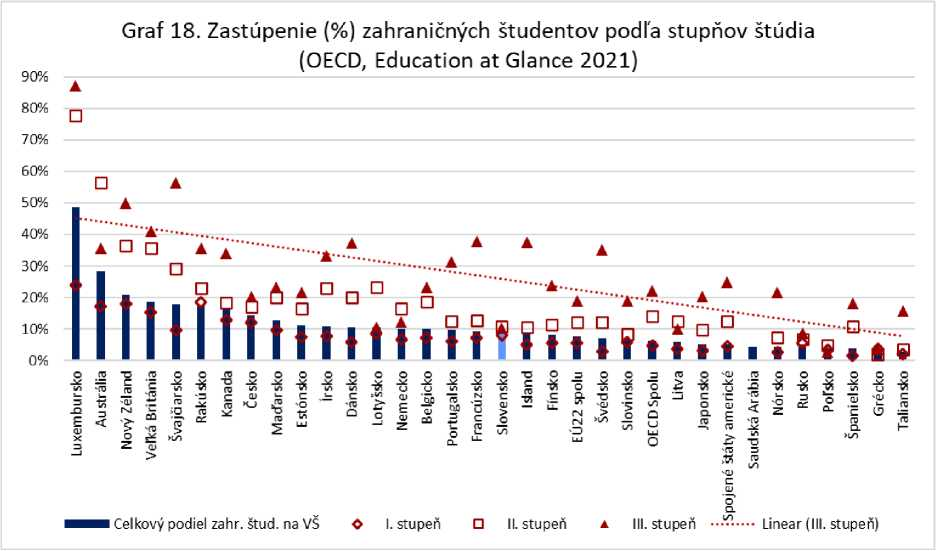 Graf 18. Zastúpenie (%) zahraničných študentov podľa stupňov štúdia
(OECD, Education at Glance 2021)
90%
80%
70%
60%
50%
40%
30%
20%
10%
0%
Luxembursko
Austrália
Nový Zéland
Veľká Británia
Švajčiarsko
Rakúsko
Kanada
Česko
Maďarsko
Estónsko
Írsko
Dánsko
Lotyšsko
Nemecko
Belgicko
Portugalsko
Francúzsko
Slovensko
Island
Fínsko
EÚ22 spolu
Švédsko
Slovinsko
OECD Spolu
Litva
Japonsko
Spojené štáty americké
Saudská Arábia
Nórsko
Rusko
Poľsko
Španielsko
Grécko
Taliansko
Celkový podiel zahr. štud. na VŠ
I. stupeň
II. stupeň
III. stupeň
Linear (III. stupeň)